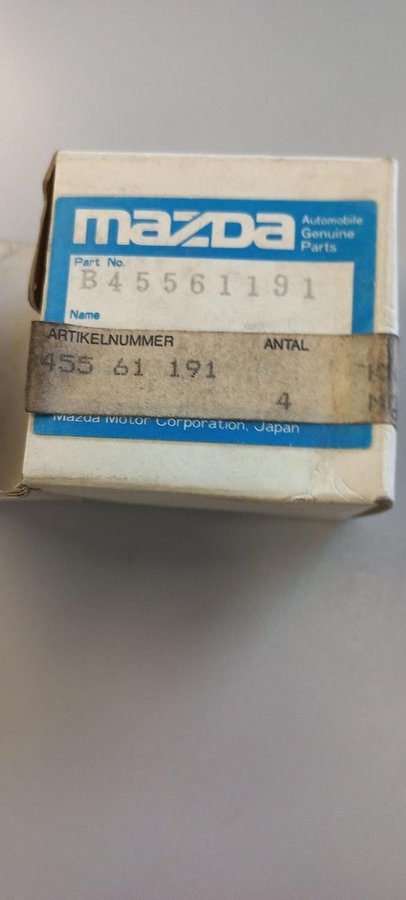 mazda
Automobile
Genuine
Parts
Part No.
B45561191
Name
ARTIKELNUMMER ANTAL
455 61 191
4
Mazda Motor Corporation, Japan